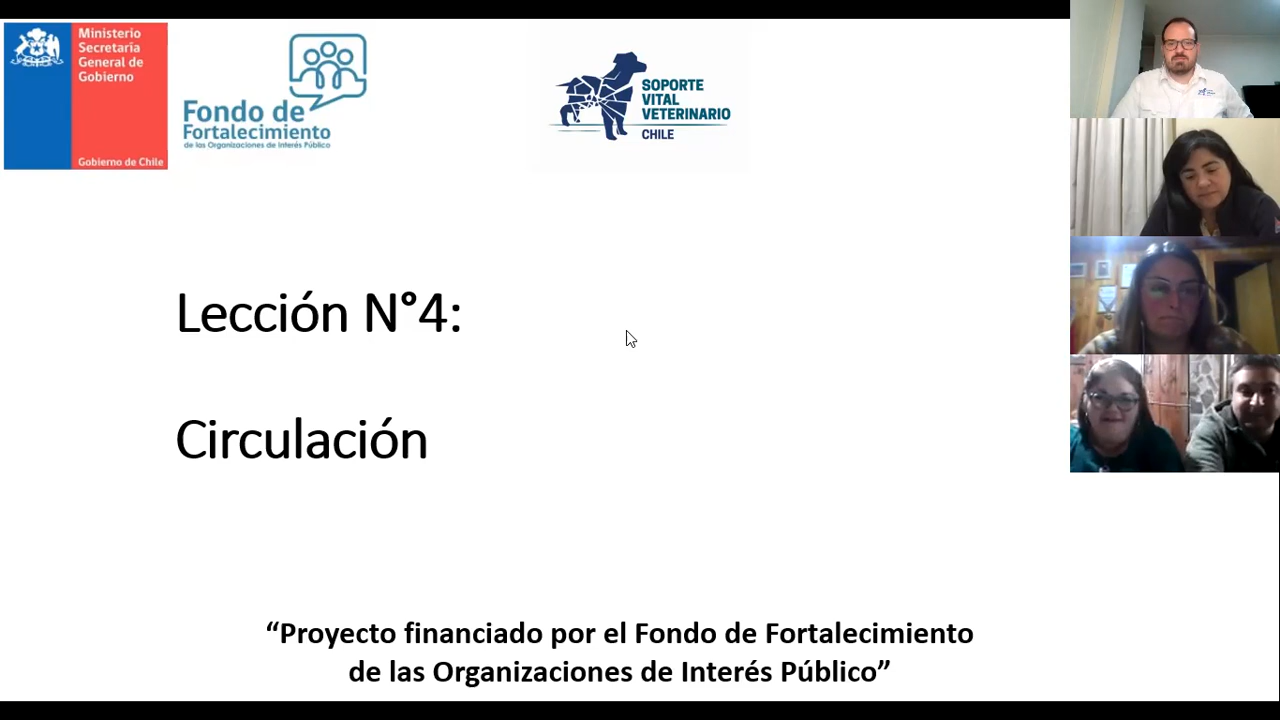 Ministerio
Secretaría
General de
Gobierno
Gobierno de Chile
Fondo de
Fortalecimiento
de las Organizaciones de Interés Público
SOPORTE
VITAL
VETERINARIO
CHILE
Lección N°4:
Circulación
“Proyecto financiado por el Fondo de Fortalecimiento
de las Organizaciones de Interés Público”